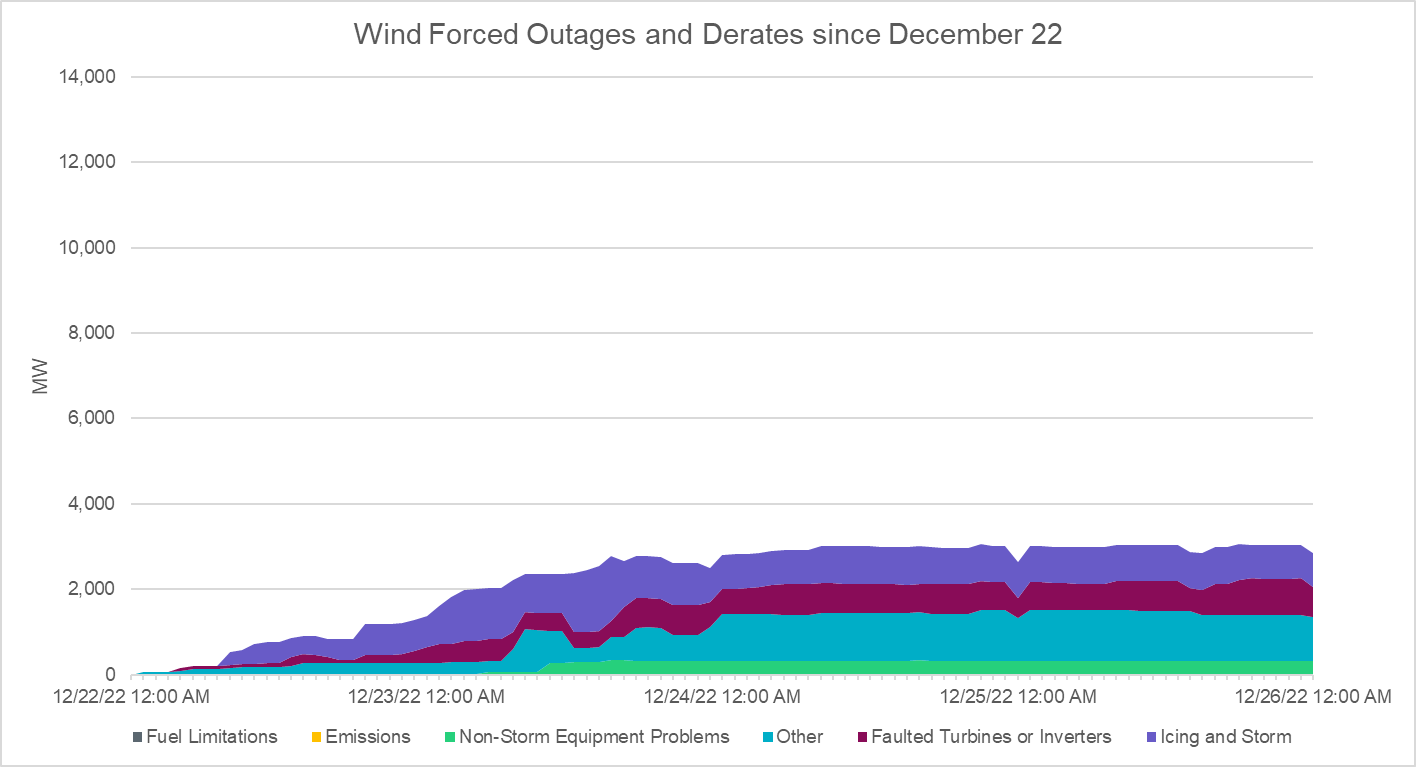 Wind Forced Outages and Derates since December 22
14,000
12,000
10,000
8,000
6,000
4,000
2,000
0
MW
12/22/22 12:00 AM
12/23/22 12:00 AM
12/24/22 12:00 AM
12/25/22 12:00 AM
12/26/22 12:00 AM
Fuel Limitations
Emissions
Non-Storm Equipment Problems
Other
Faulted Turbines or Inverters
Icing and Storm